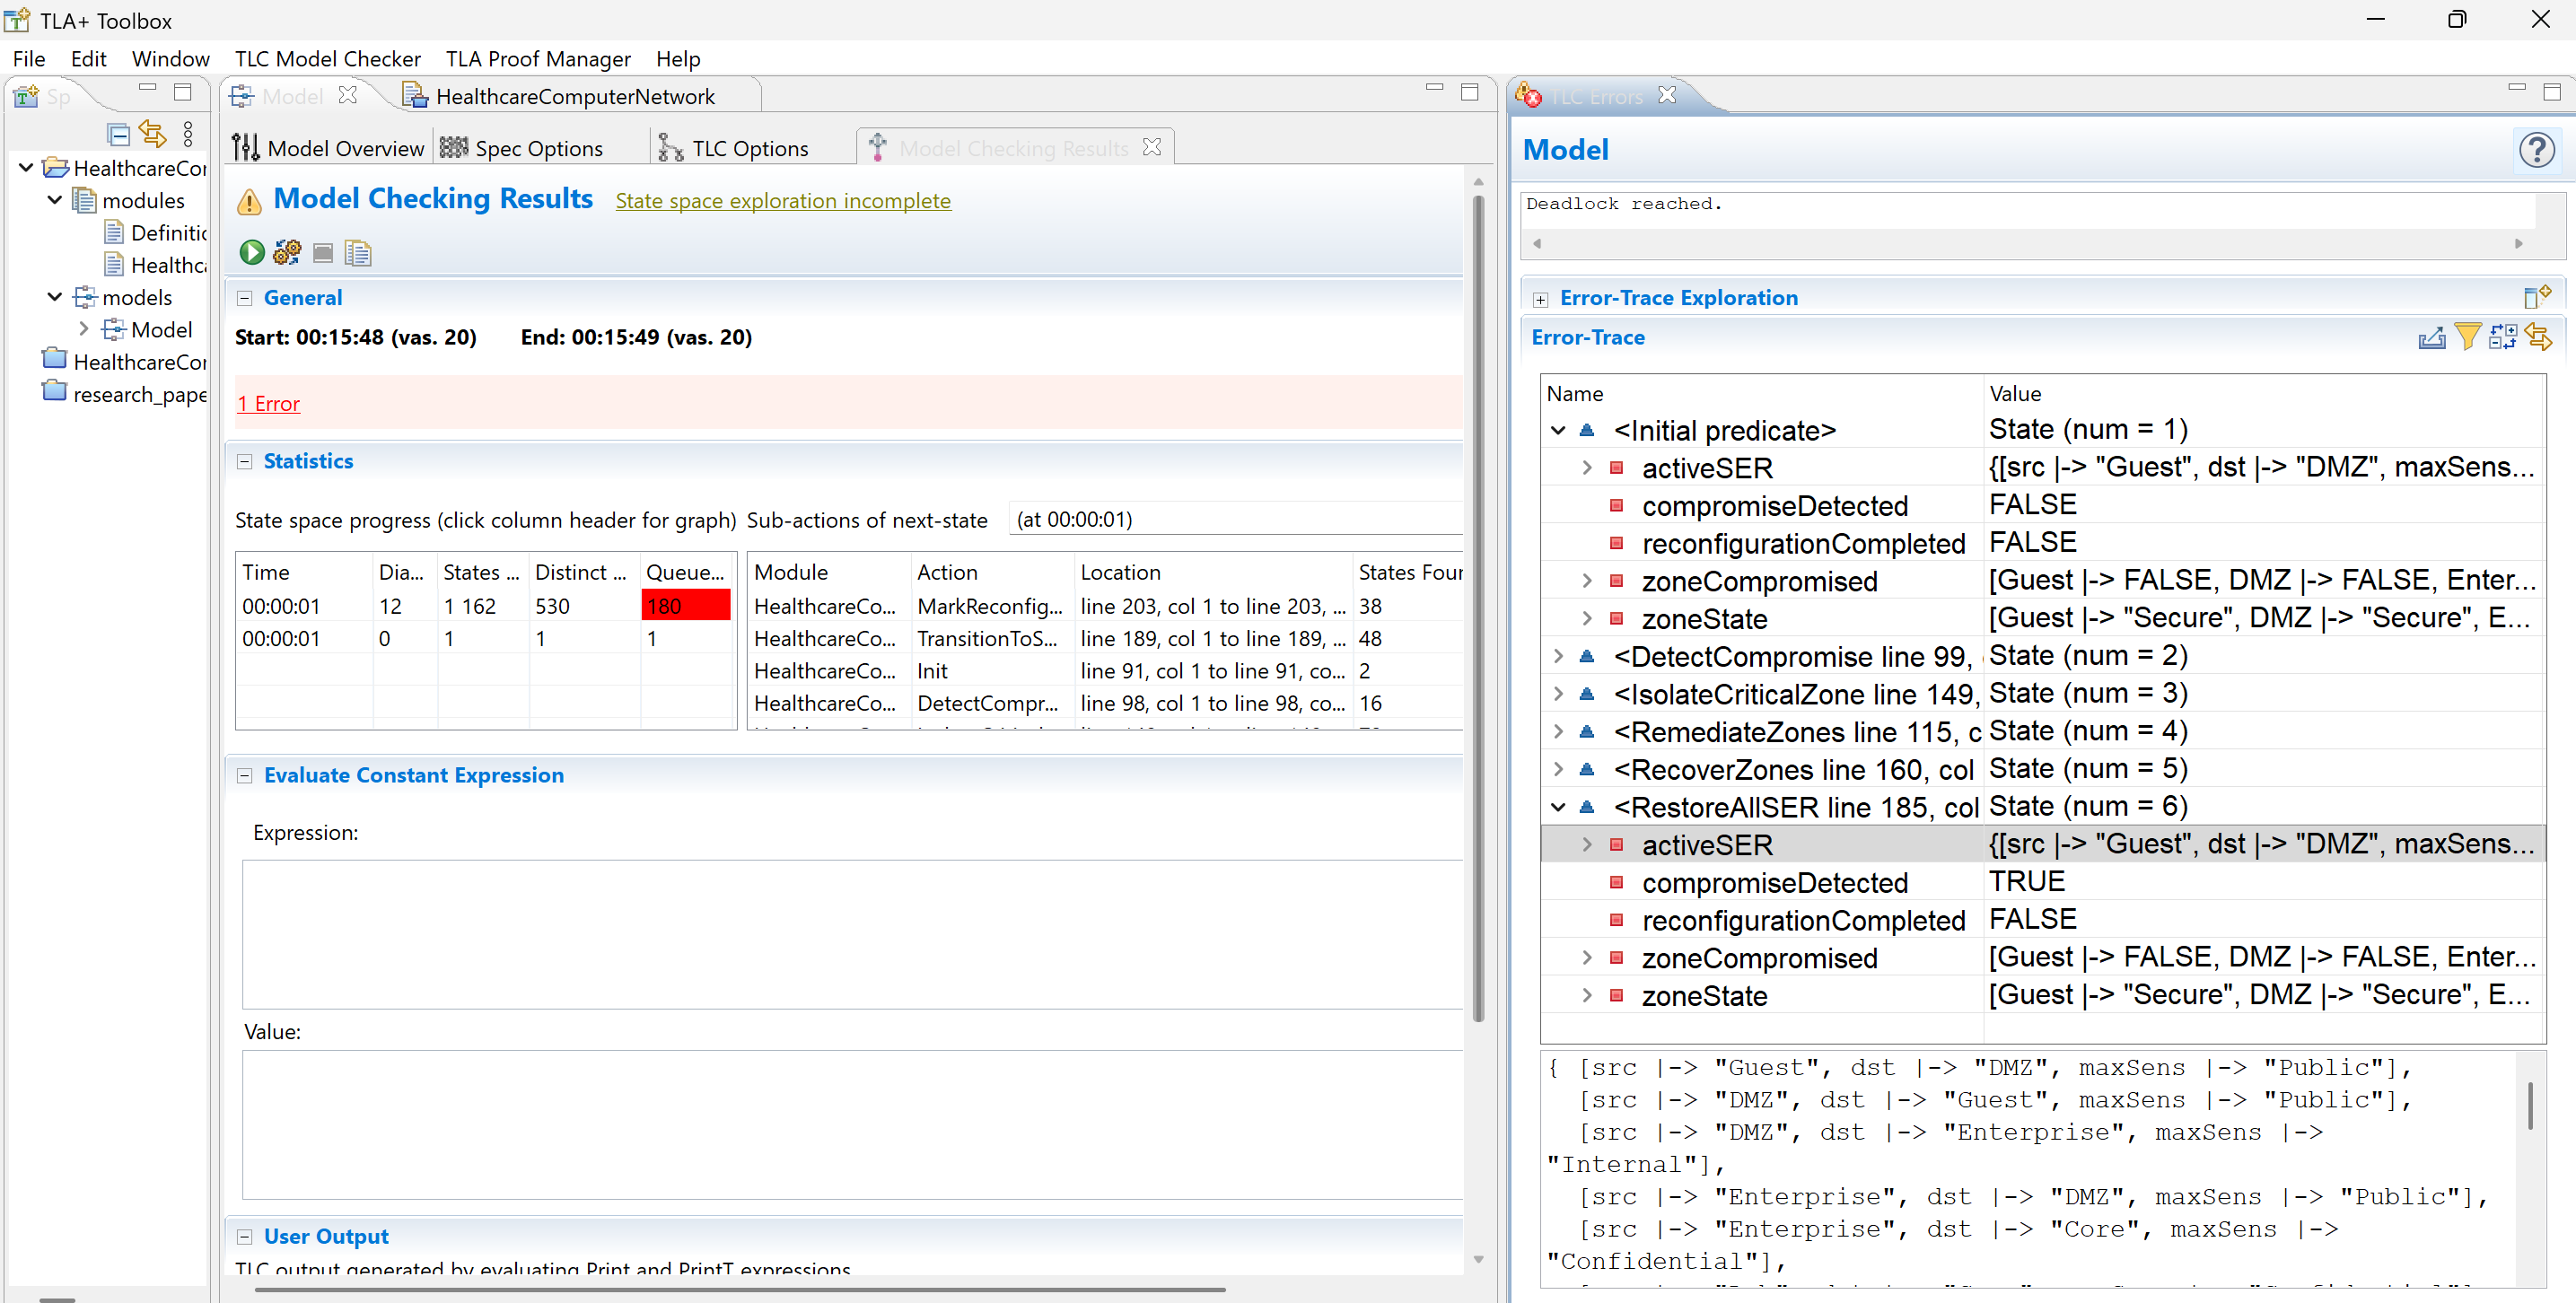 TLA+ Toolbox
File Edit Window TLC Model Checker TLA Proof Manager Help
Sp
HealthcareCor
modules
Definitic
Healthca
models
Model
HealthcareCor
research_pape
Model
HealthcareComputerNetwork
Model Overview
Spec Options
TLC Options
Model Checking Results
Model Checking Results
State space exploration incomplete
General
Start: 00:15:48 (vas. 20) End: 00:15:49 (vas. 20)
1 Error
Statistics
State space progress (click column header for graph) Sub-actions of next-state (at 00:00:01)
Time Dia... States ... Distinct ... Queue...
00:00:01 12 1 162 530 180
00:00:01 0 1 1 1
Module Action Location States Four
HealthcareCo... MarkReconfig... line 203, col 1 to line 203, ... 38
HealthcareCo... TransitionToS... line 189, col 1 to line 189, ... 48
HealthcareCo... Init line 91, col 1 to line 91, co... 2
HealthcareCo... DetectCompr... line 98, col 1 to line 98, co... 16
Evaluate Constant Expression
Expression:
Value:
User Output
TLC output generated by evaluating Print and PrintT expressions
TLC Errors
Model
Deadlock reached.
Error-Trace Exploration
Error-Trace
Name Value
<Initial predicate> State (num = 1)
activeSER {[src |-> "Guest", dst |-> "DMZ", maxSens...
compromiseDetected FALSE
reconfigurationCompleted FALSE
zoneCompromised [Guest |-> FALSE, DMZ |-> FALSE, Enter...
zoneState [Guest |-> "Secure", DMZ |-> "Secure", E...
<DetectCompromise line 99, State (num = 2)
<IsolateCriticalZone line 149, State (num = 3)
<RemediateZones line 115, c State (num = 4)
<RecoverZones line 160, col State (num = 5)
<RestoreAllSER line 185, col State (num = 6)
activeSER {[src |-> "Guest", dst |-> "DMZ", maxSens...
compromiseDetected TRUE
reconfigurationCompleted FALSE
zoneCompromised [Guest |-> FALSE, DMZ |-> FALSE, Enter...
zoneState [Guest |-> "Secure", DMZ |-> "Secure", E...
{ [src |-> "Guest", dst |-> "DMZ", maxSens |-> "Public"],
[src |-> "DMZ", dst |-> "Guest", maxSens |-> "Public"],
[src |-> "DMZ", dst |-> "Enterprise", maxSens |->
"Internal"],
[src |-> "Enterprise", dst |-> "DMZ", maxSens |-> "Public"],
[src |-> "Enterprise", dst |-> "Core", maxSens |->
"Confidential"],